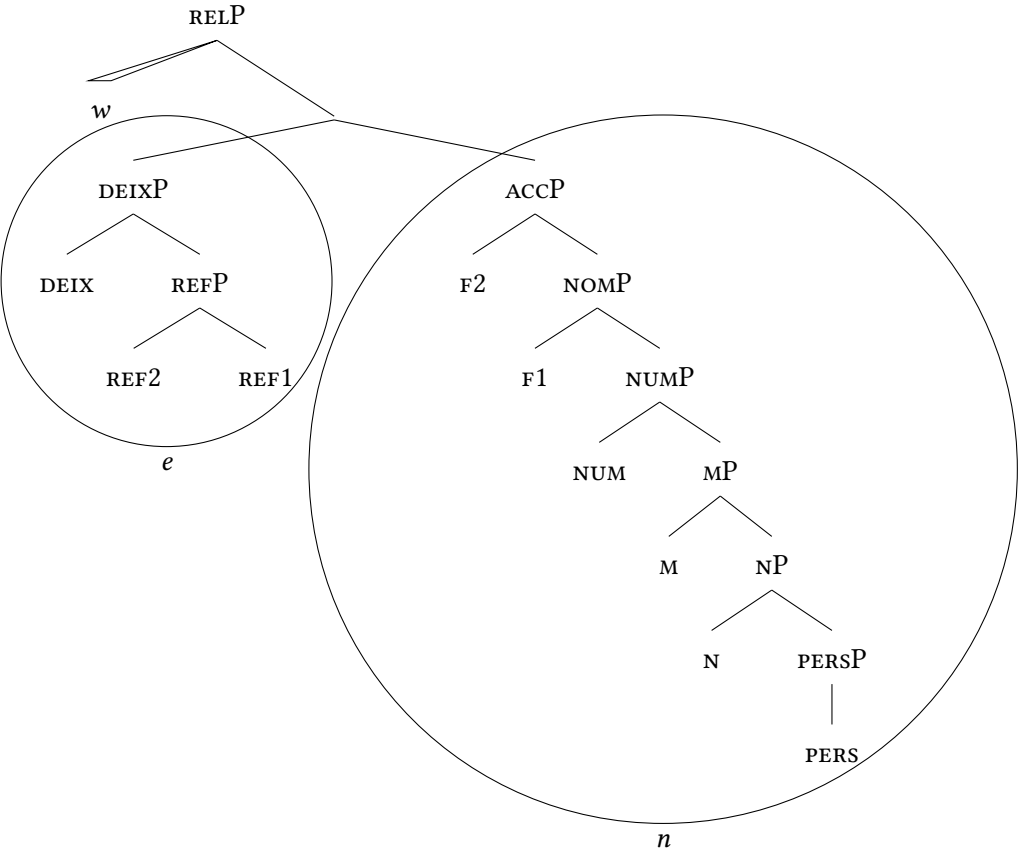 RELP
w
DEIXP ACCP
DEIX REFP F2 NOMP
REF2 REF1 F1 NUMP
e NUM MP
M NP
N PERSP
PERS
n